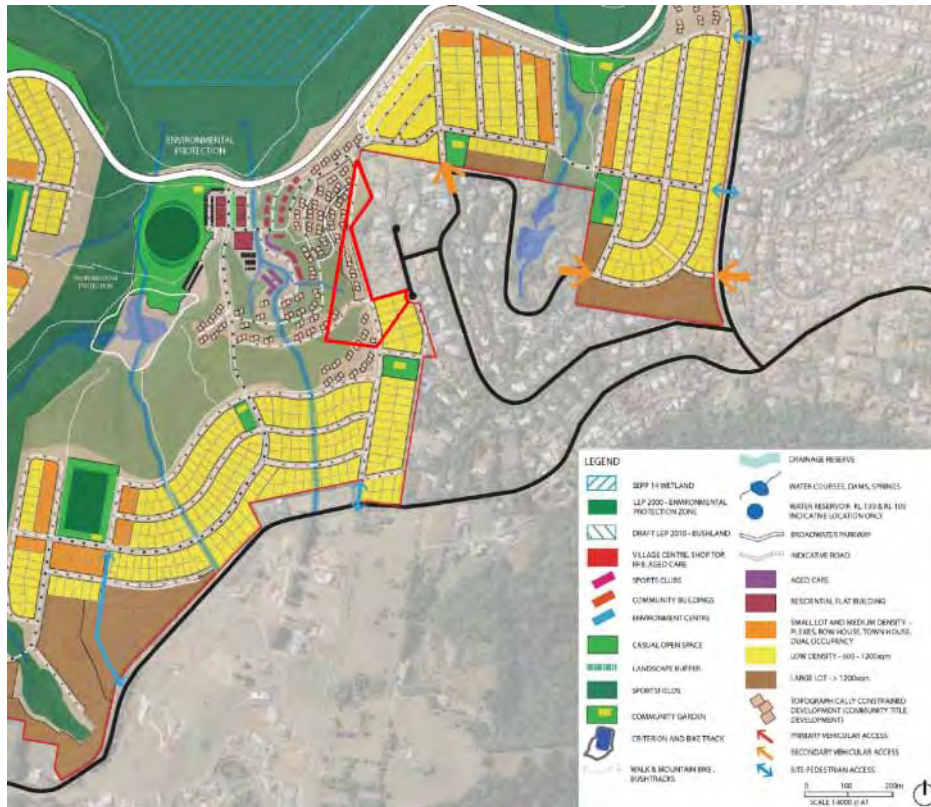 ENVIRONMENTAL
PROTECTION
ENVIRONMENTAL
PROTECTION
LEGEND
SEPP 14 WETLAND
LEP 2000 - ENVIRONMENTAL
PROTECTION ZONE
DRAFT LEP 2010 - BUSHLAND
VILLAGE CENTRE, SHOP TOP
RFB, AGED CARE
SPORTS CLUBS
COMMUNITY BUILDINGS
ENVIRONMENT CENTRE
CASUAL OPEN SPACE
LANDSCAPE BUFFER
SPORTSFIELDS
COMMUNITY GARDEN
CRITERION AND BIKE TRACK
WALK & MOUNTAIN BIKE,
BUSHTRACKS
DRAINAGE RESERVE
WATER COURSES, DAMS, SPRINGS
WATER RESERVOIR RL 130 & RL 105
INDICATIVE LOCATION ONLY
BROADWATER PARKWAY
INDICATIVE ROAD
AGED CARE
RESIDENTIAL FLAT BUILDING
SMALL LOT AND MEDIUM DENSITY -
PLEXES, ROW HOUSE, TOWN HOUSE,
DUAL OCCUPANCY
LOW DENSITY - 600 - 1200sqm
LARGE LOT - > 1200sqm
TOPOGRAPHICALLY CONSTRAINED
DEVELOPMENT (COMMUNITY TITLE
DEVELOPMENT)
PRIMARY VEHICULAR ACCESS
SECONDARY VEHICULAR ACCESS
SITE PEDESTRIAN ACCESS
0 100 200m
SCALE 1:4000 @ A1